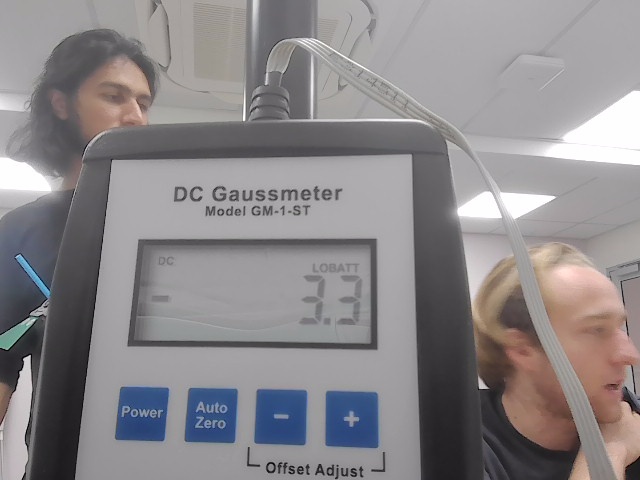 DC Gaussmeter
Model GM-1-ST
DC
LOBATT
- 3.3
Power
Auto
Zero
-
+
Offset Adjust